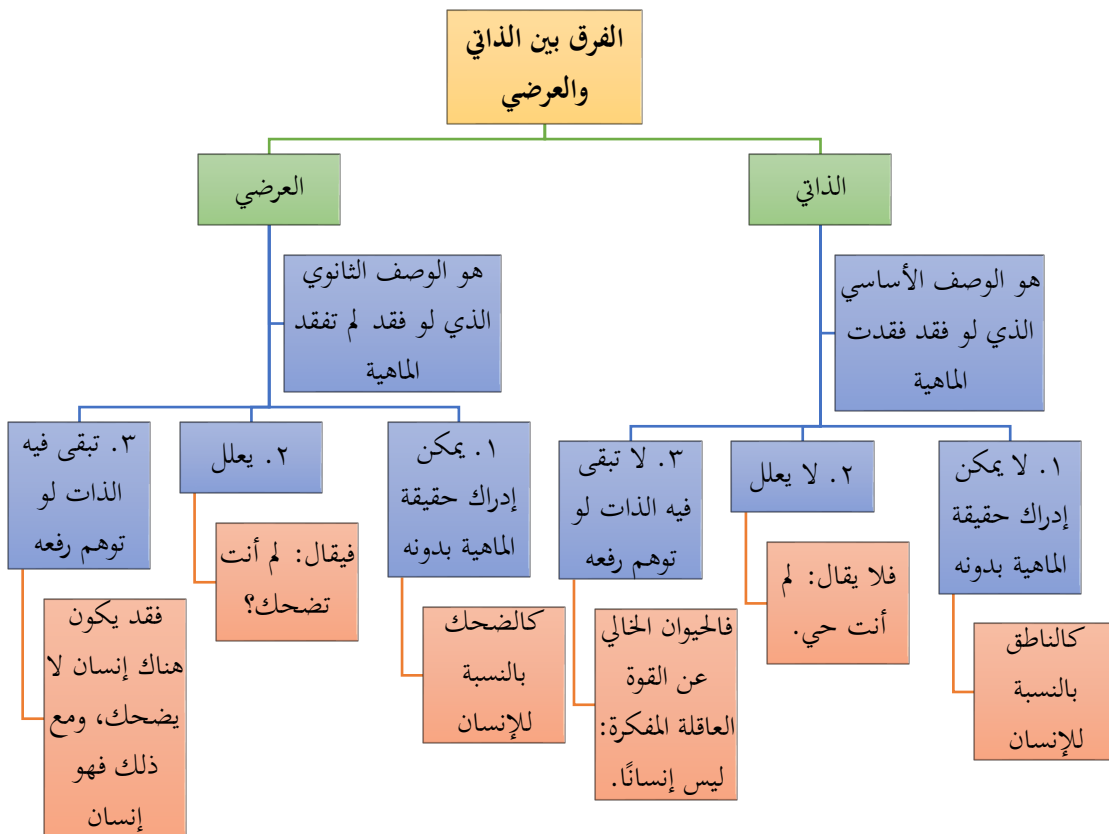 الفرق بين الذاتي
والعرضي
الذاتي
هو الوصف الأساسي
الذي لو فقد فقدت
الماهية
١. لا يمكن
إدراك حقيقة
الماهية بدونه
كالناطق
بالنسبة
للإنسان
٢. لا يعلل
فلا يقال: لم
أنت حي.
٣. لا تبقى
فيه الذات لو
توهم رفعه
فالحيوان الخالي
عن القوة
العاقلة المفكرة:
ليس إنسانًا.
العرضي
هو الوصف الثانوي
الذي لو فقد لم تفقد
الماهية
١. يمكن
إدراك حقيقة
الماهية بدونه
كالضحك
بالنسبة
للإنسان
٢. يعلل
فيقال: لم أنت
تضحك؟
٣. تبقى فيه
الذات لو
توهم رفعه
فقد يكون
هناك إنسان لا
يضحك، ومع
ذلك فهو
إنسان